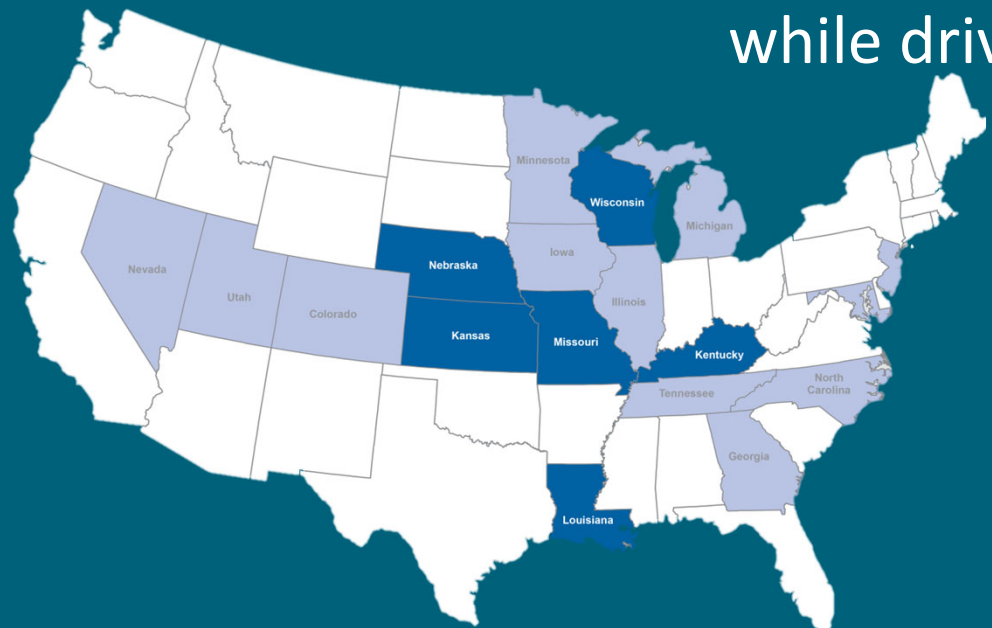 while driv
Minnesota
Wisconsin
Michigan
Nebraska
Iowa
Nevada
Utah
Illinois
Colorado
Kansas
Missouri
Kentucky
Tennessee
North
Carolina
Georgia
Louisiana